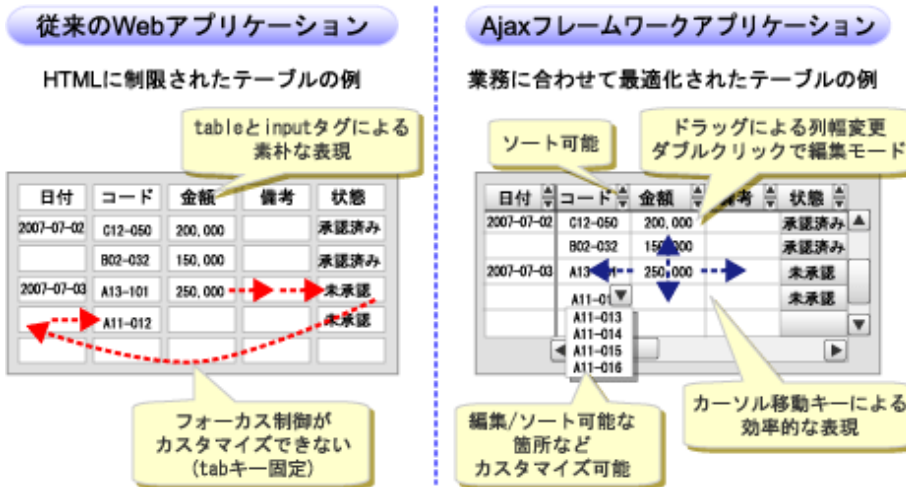 従来のWebアプリケーション
HTMLに制限されたテーブルの例
tableとinputタグによる
素朴な表現
日付 コード 金額 備考 状態
2007-07-02 C12-050 200,000 承認済み
B02-032 150,000 承認済み
2007-07-03 A13-101 250,000 未承認
A11-012 未承認
フォーカス制御が
カスタマイズできない
(tabキー固定)
Ajaxフレームワークアプリケーション
業務に合わせて最適化されたテーブルの例
ソート可能
ドラッグによる列幅変更
ダブルクリックで編集モード
日付 コード 金額 備考 状態
2007-07-02 C12-050 200,000 承認済み
B02-032 150,000 承認済み
2007-07-03 250,000 未承認
未承認
A11-013
A11-014
A11-015
A11-016
編集/ソート可能な
箇所など
カスタマイズ可能
カーソル移動キーによる
効率的な表現